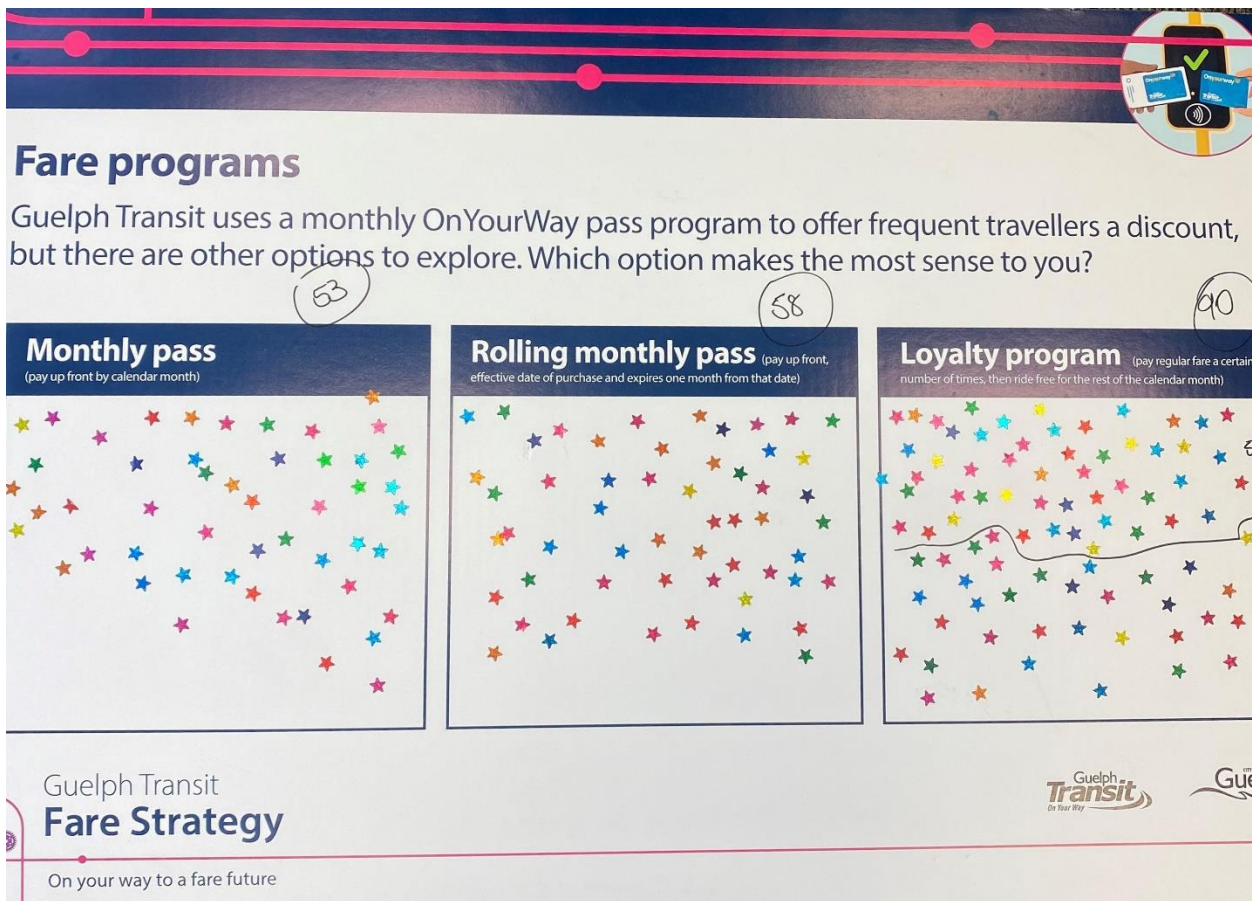 Fare programs
Guelph Transit uses a monthly OnYourWay pass program to offer frequent travellers a discount,
but there are other options to explore. Which option makes the most sense to you?
53
58
90
Monthly pass
(pay up front by calendar month)
Rolling monthly pass (pay up front,
effective date of purchase and expires one month from that date)
Loyalty program (pay regular fare a certain
number of times, then ride free for the rest of the calendar month)
Guelph Transit
Fare Strategy
On your way to a fare future
Guelph
Transit
On Your Way
Gue